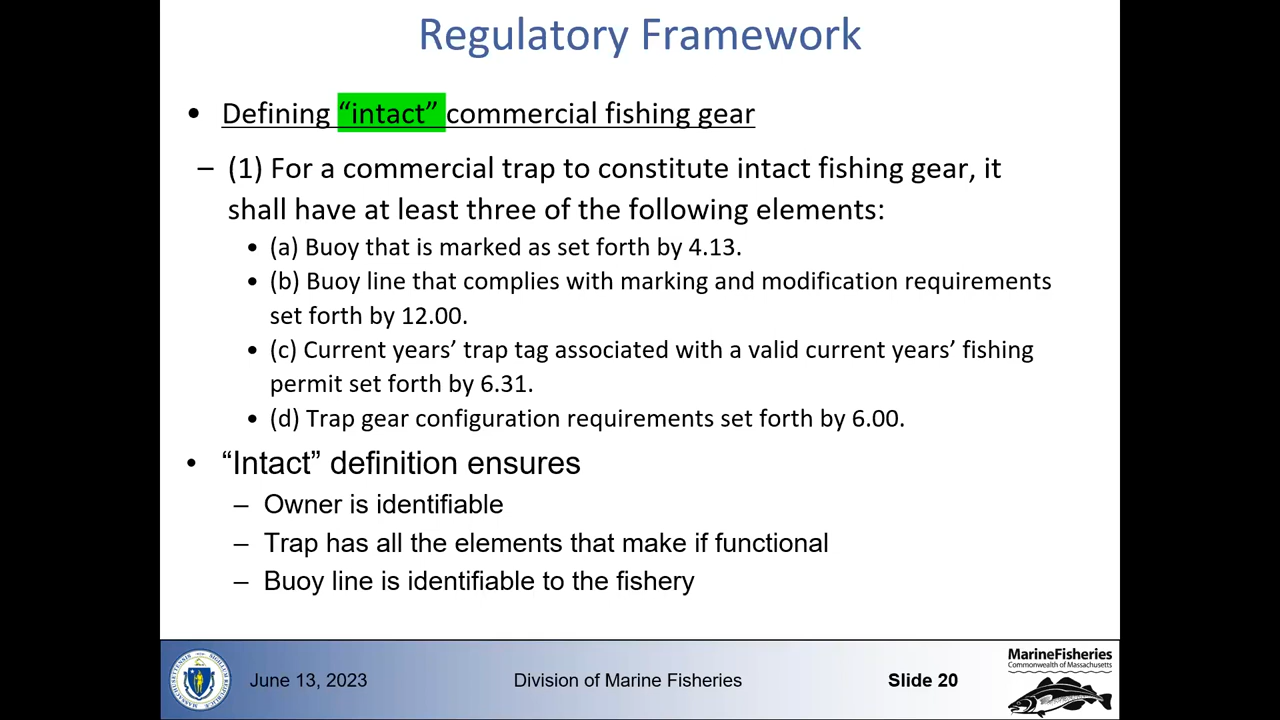 Regulatory Framework
• Defining “intact” commercial fishing gear
– (1) For a commercial trap to constitute intact fishing gear, it
shall have at least three of the following elements:
• (a) Buoy that is marked as set forth by 4.13.
• (b) Buoy line that complies with marking and modification requirements
set forth by 12.00.
• (c) Current years’ trap tag associated with a valid current years’ fishing
permit set forth by 6.31.
• (d) Trap gear configuration requirements set forth by 6.00.
• “Intact” definition ensures
– Owner is identifiable
– Trap has all the elements that make if functional
– Buoy line is identifiable to the fishery
June 13, 2023
Division of Marine Fisheries
Slide 20
MarineFisheries
Commonwealth of Massachusetts